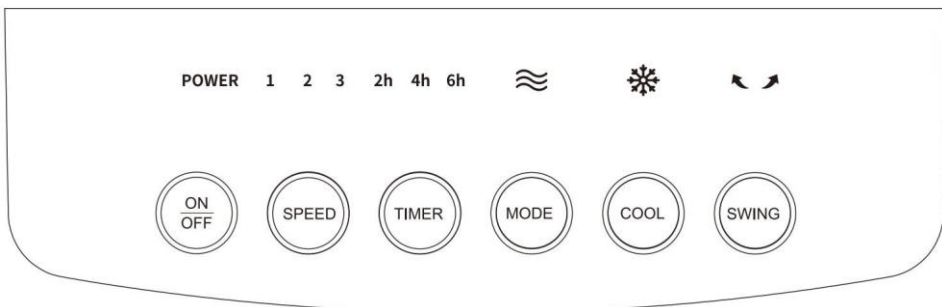 POWER 1 2 3 2h 4h 6h
ON
OFF
SPEED TIMER MODE COOL SWING